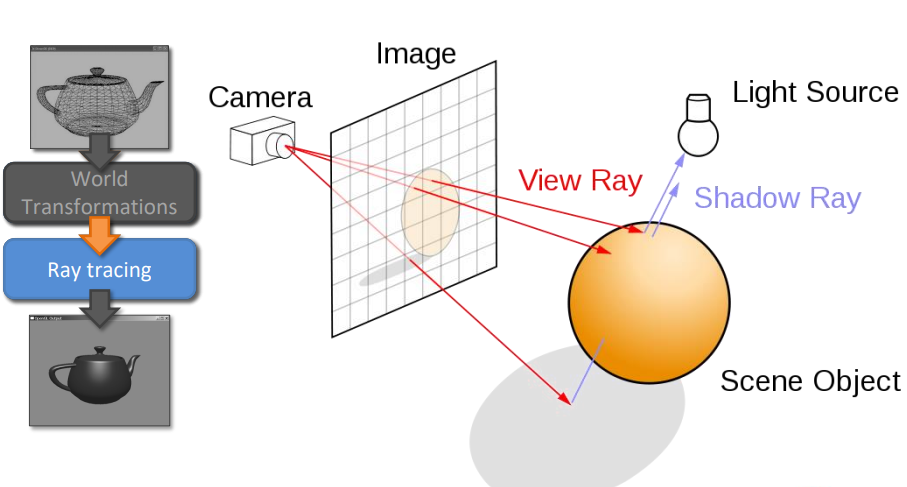 Image
Camera
Light Source
View Ray
Shadow Ray
World
Transformations
Ray tracing
Scene Object